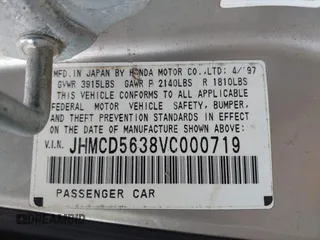 MFD. IN JAPAN BY HONDA MOTOR CO.,LTD. 4/'97
GVWR 3915LBS GAWR F 2140LBS R 1810LBS
THIS VEHICLE CONFORMS TO ALL APPLICABLE
FEDERAL MOTOR VEHICLE SAFETY, BUMPER,
AND THEFT PREVENTION STANDARDS IN EFFECT
ON THE DATE OF MANUFACTURE SHOWN ABOVE.
V.I.N. JHMCD5638VC000719
PASSENGER CAR